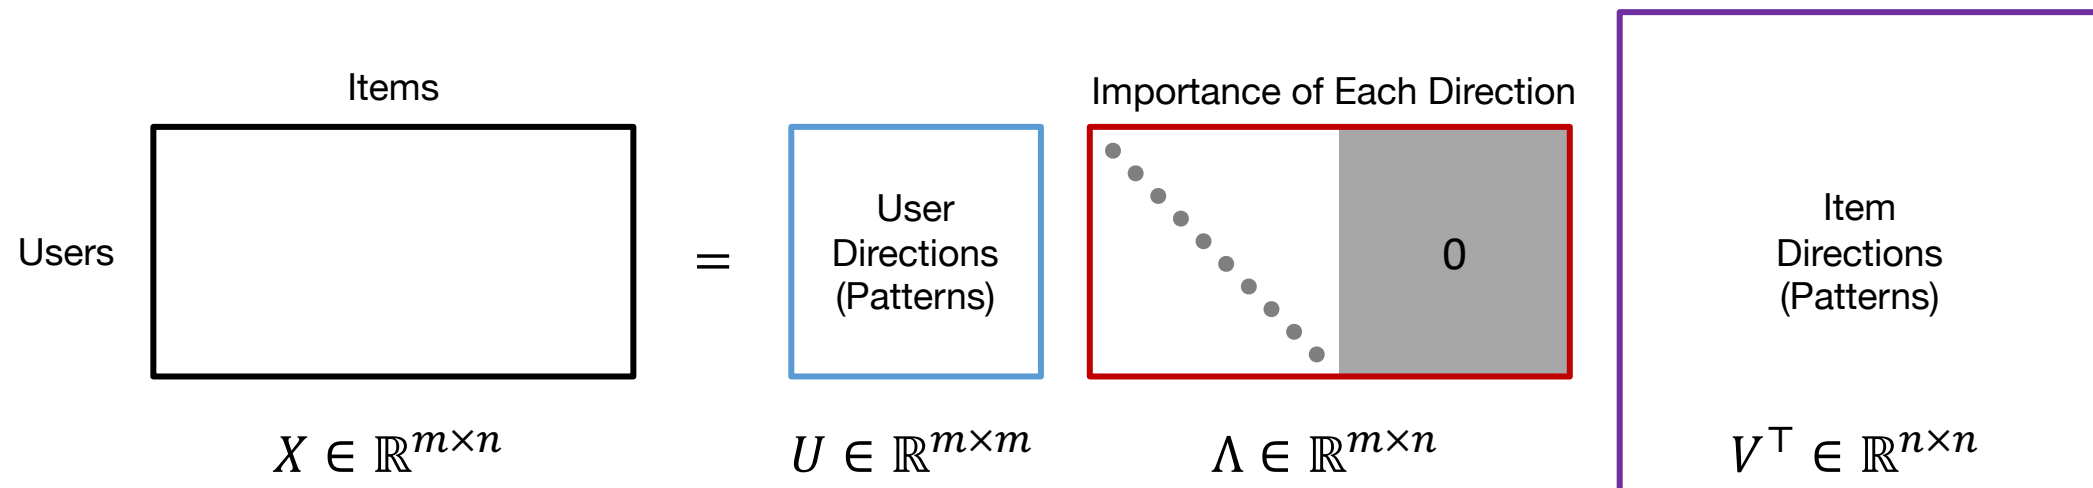 Items
Importance of Each Direction
Users
=
User
Directions
(Patterns)
0
Item
Directions
(Patterns)
X ∈ ℝ^{m×n}
U ∈ ℝ^{m×m}
Λ ∈ ℝ^{m×n}
V^⊤ ∈ ℝ^{n×n}